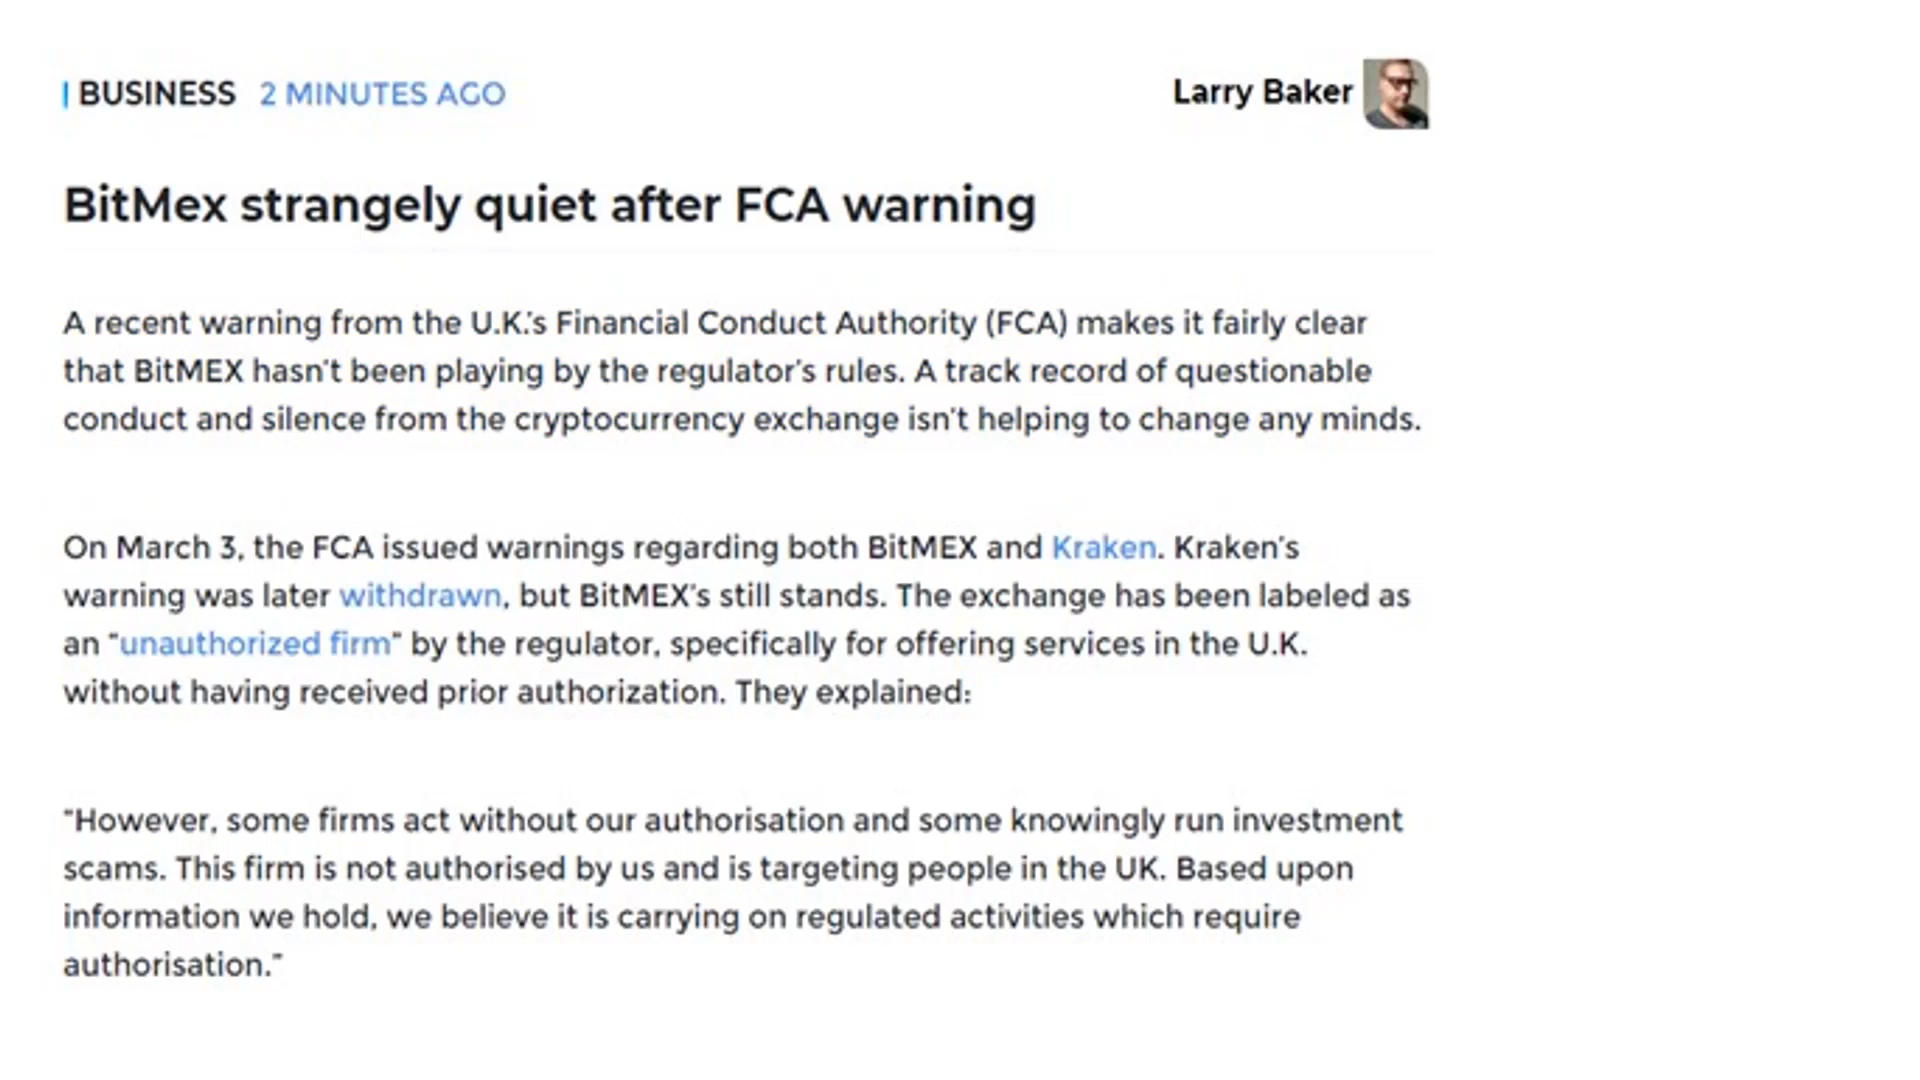 BUSINESS 2 MINUTES AGO
Larry Baker
BitMex strangely quiet after FCA warning
A recent warning from the U.K.'s Financial Conduct Authority (FCA) makes it fairly clear
that BitMEX hasn't been playing by the regulator's rules. A track record of questionable
conduct and silence from the cryptocurrency exchange isn't helping to change any minds.
On March 3, the FCA issued warnings regarding both BitMEX and Kraken. Kraken's
warning was later withdrawn, but BitMEX's still stands. The exchange has been labeled as
an "unauthorized firm" by the regulator, specifically for offering services in the U.K.
without having received prior authorization. They explained:
"However, some firms act without our authorisation and some knowingly run investment
scams. This firm is not authorised by us and is targeting people in the UK. Based upon
information we hold, we believe it is carrying on regulated activities which require
authorisation."